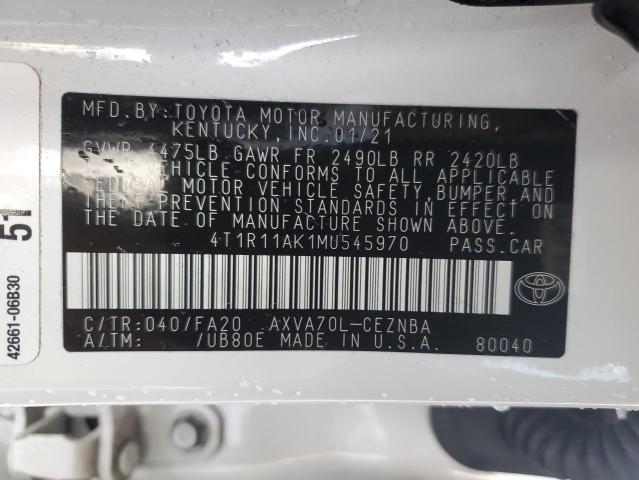 MFD.BY:TOYOTA MOTOR MANUFACTURING,
KENTUCKY,INC.01/21
GVWR 4475LB GAWR FR 2490LB RR 2420LB
VEHICLE CONFORMS TO ALL APPLICABLE
MOTOR VEHICLE SAFETY,BUMPER AND
THEFT PREVENTION STANDARDS IN EFFECT ON
THE DATE OF MANUFACTURE SHOWN ABOVE.
4T1R11AK1MU545970 PASS.CAR
C/TR:040/FA20 AXVA70L-CEZNBA
A/TM: /UB80E MADE IN U.S.A. 80040
42661-06B30
51